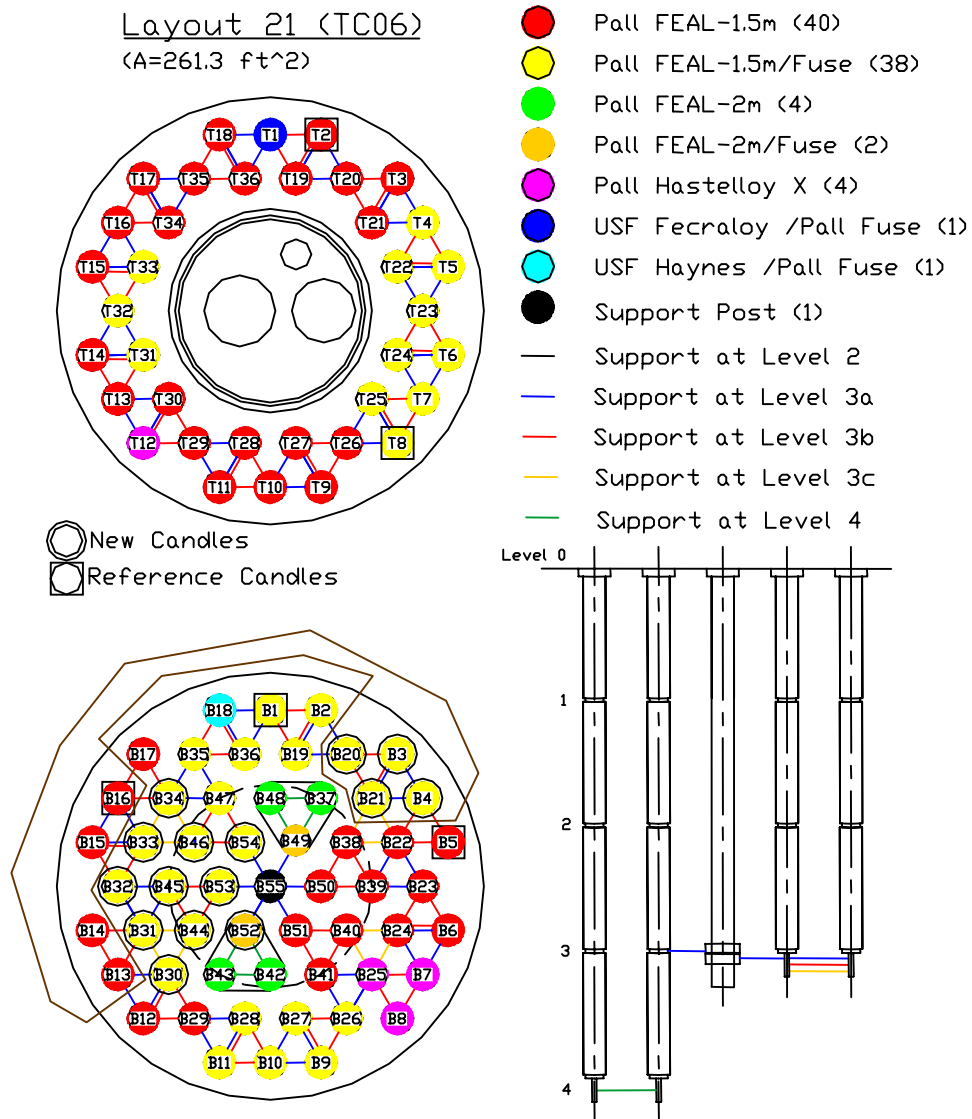 Layout 21 (TC06)
(A=261.3 ft^2)
Pall FEAL-1.5m (40)
Pall FEAL-1.5m/Fuse (38)
Pall FEAL-2m (4)
Pall FEAL-2m/Fuse (2)
Pall Hastelloy X (4)
USF Fecraloy /Pall Fuse (1)
USF Haynes /Pall Fuse (1)
Support Post (1)
Support at Level 2
Support at Level 3a
Support at Level 3b
Support at Level 3c
Support at Level 4
T18 T1 T2
T17 T35 T36 T19 T20 T3
T16 T34 T21 T4
T15 T33 T22 T5
T32 T23
T14 T31 T24 T6
T13 T30 T25 T7
T12 T29 T28 T27 T26 T8
T11 T10 T9
New Candles
Reference Candles
Level 0
1
2
3
4
B18 B1 B2
B17 B35 B36 B19 B20 B3
B16 B34 B47 B48 B37 B21 B4
B15 B33 B46 B54 B49 B38 B22 B5
B32 B45 B53 B55 B50 B39 B23
B14 B31 B44 B52 B51 B40 B24 B6
B13 B30 B43 B42 B41 B25 B7
B12 B29 B28 B27 B26 B8
B11 B10 B9